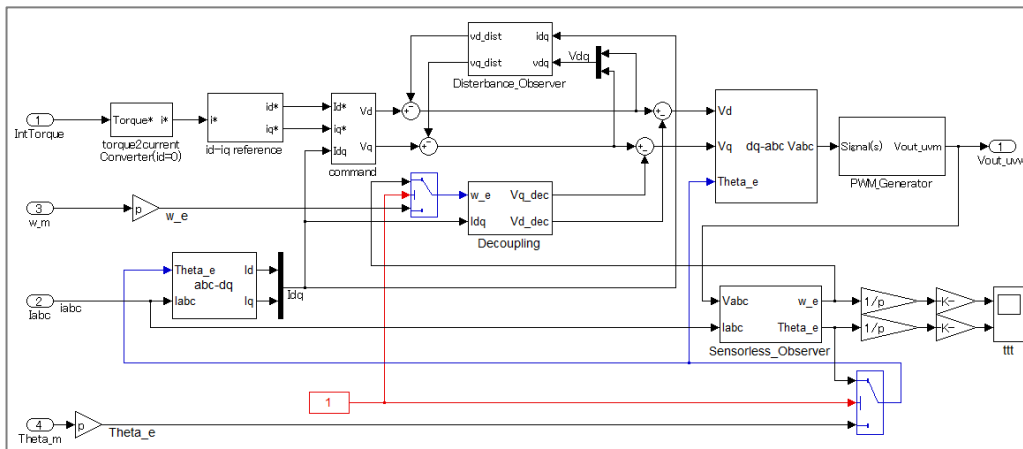 vd_dist
idq
vq_dist
vdq
Vdq
Disterbance_Observer
1
IntTorque
Torque* i*
torque2current
Converter(id=0)
i*
id*
iq*
id-iq reference
Id*
iq*
Idq
Vd
Vq
command
Vd
Vq
Theta_e
dq-abc Vabc
Signal(s)
Vout_uvw
PWM_Generator
1
Vout_uvw
3
w_m
p
w_e
w_e
Idq
Vq_dec
Vd_dec
Decoupling
Theta_e
Iabc
abc-dq
Id
Iq
Idq
2
Iabc
iabc
Vabc
Iabc
w_e
Theta_e
Sensorless_Observer
1/p
-K-
1/p
-K-
ttt
1
4
Theta_m
p
Theta_e